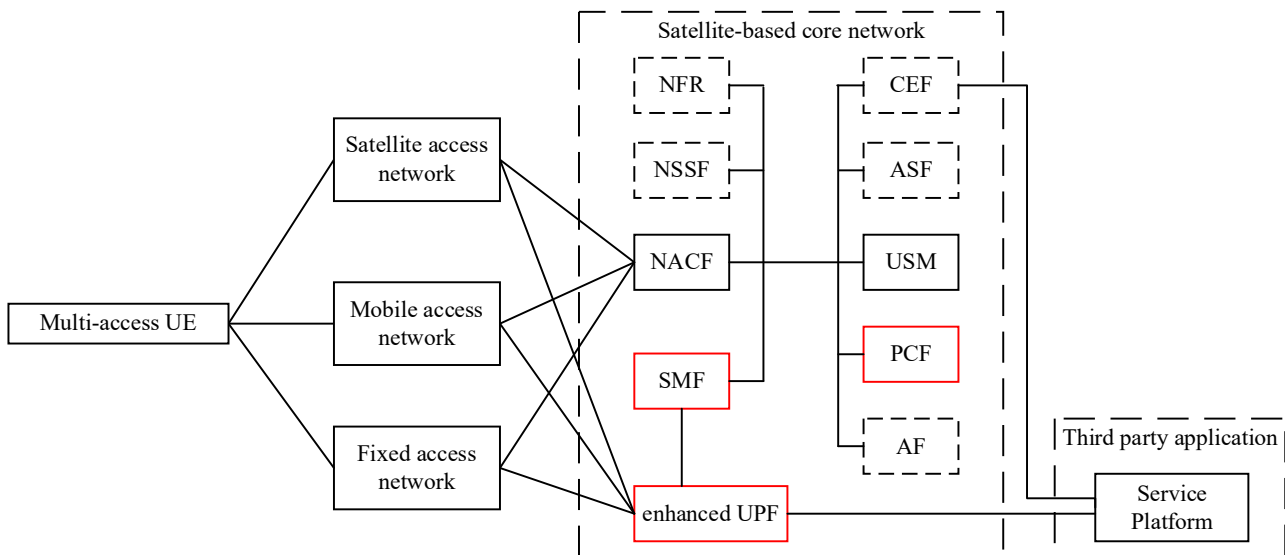 Satellite-based core network
NFR
CEF
Satellite access
network
NSSF
ASF
NACF
USM
Multi-access UE
Mobile access
network
SMF
PCF
Fixed access
network
AF
Third party application
enhanced UPF
Service
Platform